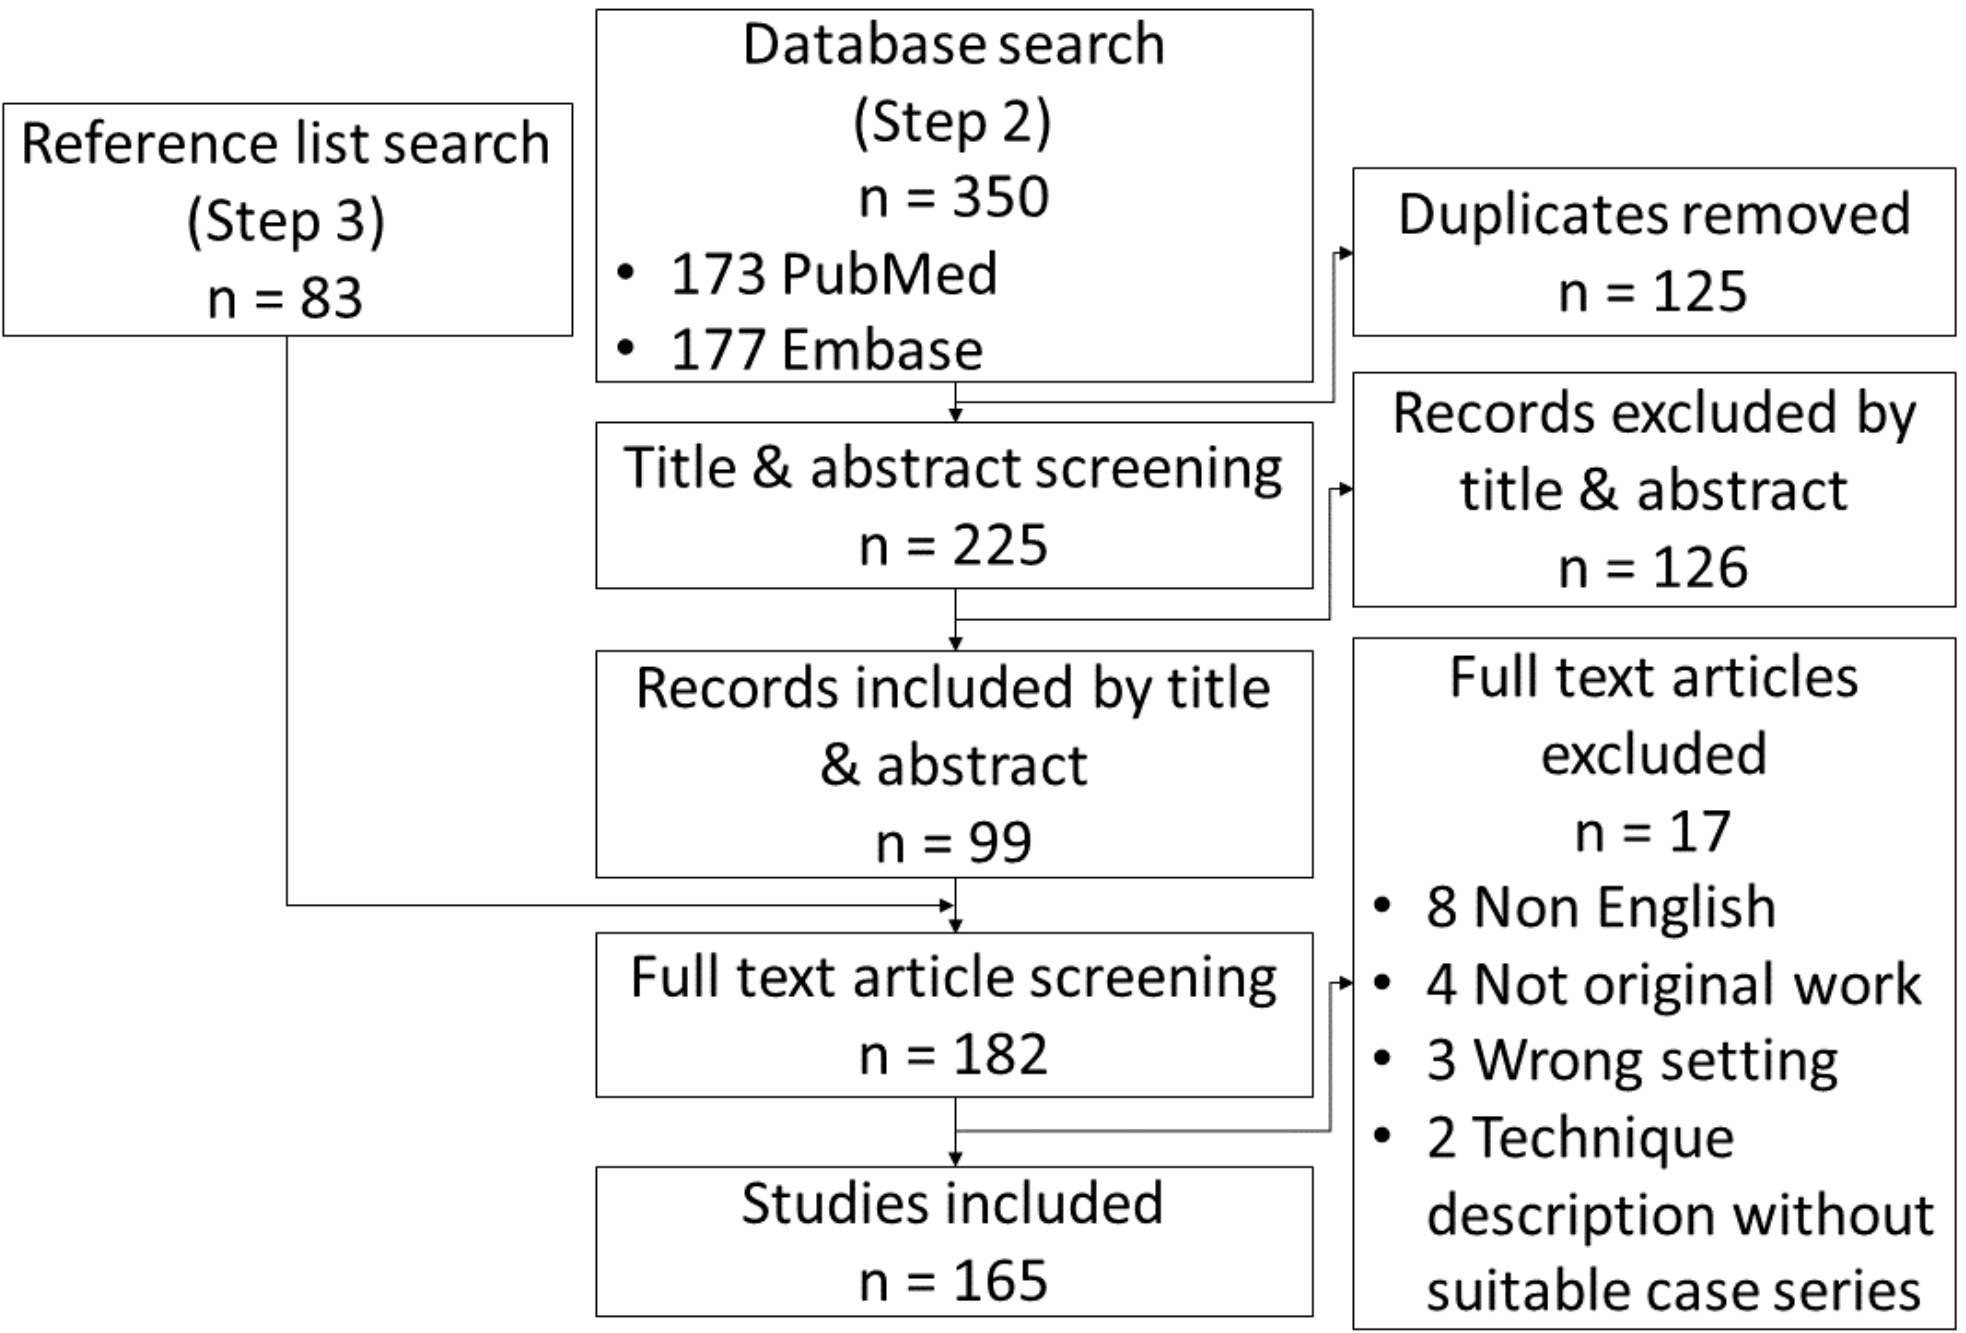 Reference list search
(Step 3)
n = 83
Database search
(Step 2)
n = 350
• 173 PubMed
• 177 Embase
Duplicates removed
n = 125
Title & abstract screening
n = 225
Records excluded by
title & abstract
n = 126
Records included by title
& abstract
n = 99
Full text article screening
n = 182
Full text articles
excluded
n = 17
• 8 Non English
• 4 Not original work
• 3 Wrong setting
• 2 Technique
description without
suitable case series
Studies included
n = 165